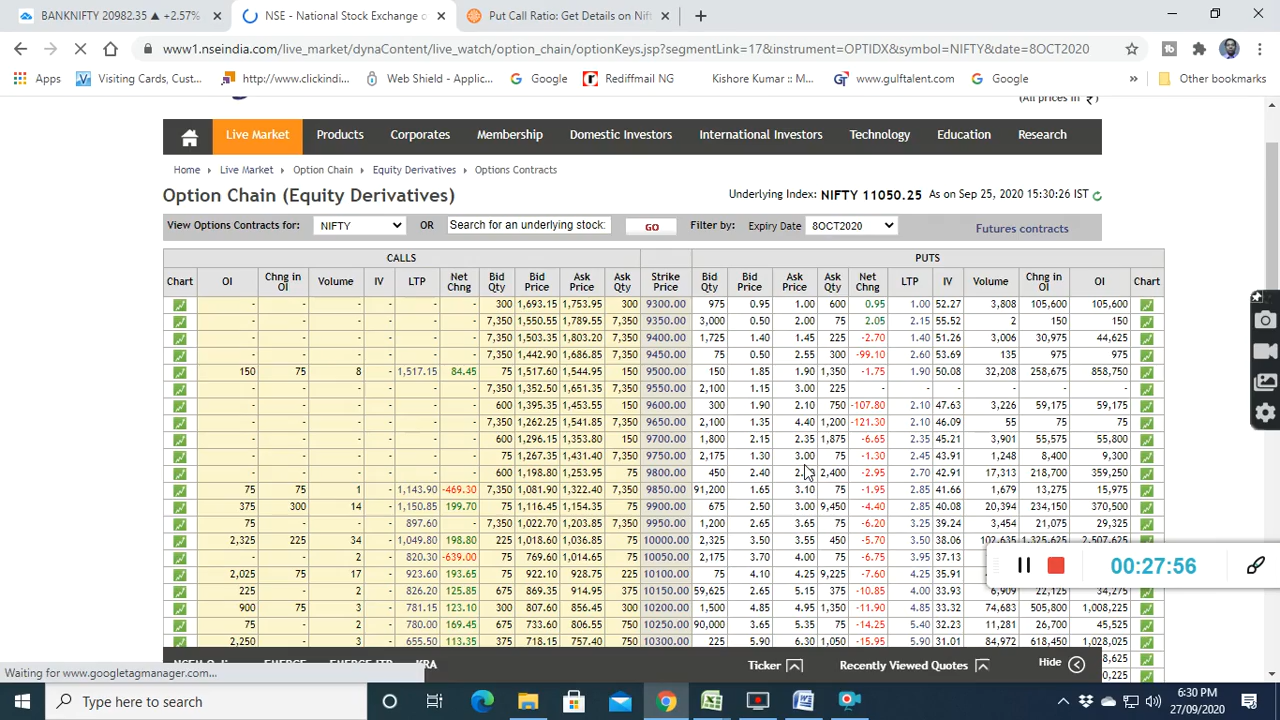 BANKNIFTY 20982.35 ▲ +2.57% × NSE - National Stock Exchange o × Put Call Ratio: Get Details on Nift × +
www1.nseindia.com/live_market/dynaContent/live_watch/option_chain/optionKeys.jsp?segmentLink=17&instrument=OPTIDX&symbol=NIFTY&date=8OCT2020
Apps Visiting Cards, Cust... http://www.clickindi... Web Shield - Applic... Google Rediffmail NG Kishore Kumar :: M... www.gulftalent.com Google » Other bookmarks
(All prices in ₹)
Live Market Products Corporates Membership Domestic Investors International Investors Technology Education Research
Home Live Market Option Chain Equity Derivatives Options Contracts
Option Chain (Equity Derivatives) Underlying Index: NIFTY 11050.25 As on Sep 25, 2020 15:30:26 IST
View Options Contracts for: NIFTY OR Search for an underlying stock: GO Filter by: Expiry Date 8OCT2020 Futures contracts
CALLS PUTS
Chart OI Chng in OI Volume IV LTP Net Chng Bid Qty Bid Price Ask Price Ask Qty Strike Price Bid Qty Bid Price Ask Price Ask Qty Net Chng LTP IV Volume Chng in OI OI Chart
- - - - - - 300 1,693.15 1,753.95 300 9300.00 975 0.95 1.00 600 0.95 1.00 52.27 3,808 105,600 105,600
- - - - - - 7,350 1,550.55 1,789.55 7,350 9350.00 3,000 0.50 2.00 75 2.05 2.15 55.52 2 150 150
- - - - - - 7,350 1,503.35 1,803.20 7,350 9400.00 1,725 1.40 1.45 225 -2.70 1.40 51.26 3,006 30,975 44,625
- - - - - - 7,350 1,442.90 1,686.85 7,350 9450.00 75 0.50 2.55 300 -99.10 2.60 53.69 135 975 975
150 75 8 - 1,517.15 84.45 75 1,517.60 1,544.95 150 9500.00 150 1.85 1.90 1,350 -1.75 1.90 50.08 32,208 258,675 858,750
- - - - - - 7,350 1,352.50 1,651.35 7,350 9550.00 2,100 1.15 3.00 225 - - - - - -
- - - - - - 600 1,395.35 1,453.55 150 9600.00 300 1.90 2.10 750 -107.80 2.10 47.63 3,226 59,175 59,175
- - - - - - 7,350 1,262.25 1,541.85 7,350 9650.00 2,100 1.35 4.40 1,200 -121.30 2.10 46.09 55 75 75
- - - - - - 600 1,296.15 1,353.80 150 9700.00 1,800 2.15 2.35 1,875 -6.65 2.35 45.21 3,901 55,575 55,800
- - - - - - 75 1,267.35 1,431.40 7,350 9750.00 2,175 1.30 3.00 75 -1.30 2.45 43.91 1,248 8,400 9,300
- - - - - - 600 1,198.80 1,253.95 75 9800.00 450 2.40 2,400 -2.95 2.70 42.91 17,313 218,700 359,250
75 75 1 - 1,143.90 -469.30 7,350 1,081.90 1,322.40 7,350 9850.00 91,200 1.65 3.10 75 -1.95 2.85 41.66 1,679 13,275 15,975
375 300 14 - 1,150.85 199.70 75 1,116.45 1,154.35 75 9900.00 675 2.50 3.00 9,450 -4.40 2.85 40.08 20,394 234,150 370,500
75 - - - 897.60 - 7,350 1,022.70 1,203.85 7,350 9950.00 1,200 2.65 3.65 75 -6.20 3.25 39.24 3,454 21,075 29,325
2,325 225 34 - 1,049.80 198.80 225 1,018.60 1,036.85 75 10000.00 2,325 3.50 3.55 450 -5.70 3.50 38.06 102,635 1,325,625 2,507,625
- - 2 - 820.30 -639.00 75 769.60 1,014.65 75 10050.00 2,175 3.70 4.00 75 -6.75 3.95 37.13
2,025 75 17 - 923.60 193.65 75 922.10 928.75 225 10100.00 75 4.10 4.25 9,225 -7.60 4.25 35.91
225 - 2 - 826.20 125.85 675 869.35 914.95 375 10150.00 59,625 2.65 5.15 375 -10.85 4.00 33.93 6,909 22,125 34,275
900 75 3 - 781.15 123.10 300 807.60 856.45 300 10200.00 1,500 4.85 4.95 1,350 -11.90 4.85 33.32 74,683 505,800 1,008,225
75 - 2 - 780.00 169.45 675 733.60 806.55 675 10250.00 90,000 3.65 5.35 75 -14.25 5.40 32.23 11,281 26,700 45,525
2,250 - 3 - 655.50 113.35 375 718.15 757.40 750 10300.00 225 5.90 6.30 1,050 -15.95 6.10 31.01 84,972 618,450 1,028,025
00:27:56
Ticker Recently Viewed Quotes Hide
Waiting for www.googletagmanager.com...
Type here to search
6:30 PM
27/09/2020